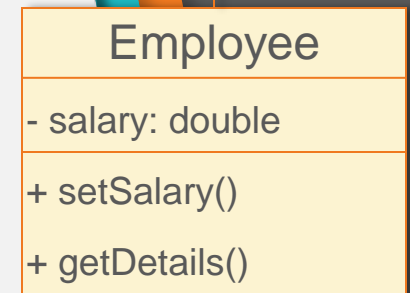 Employee
- salary: double
+ setSalary()
+ getDetails()